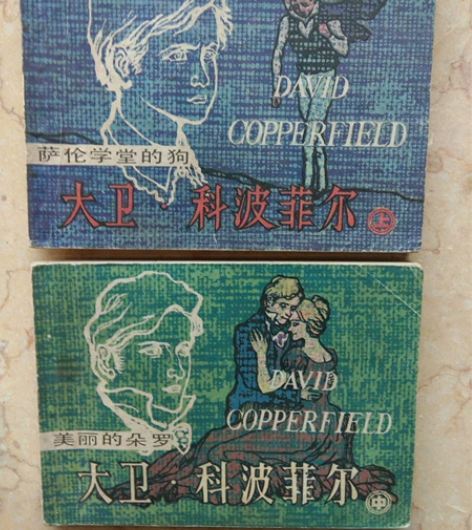 DAVID
COPPERFIELD
萨伦学堂的狗
大卫·科波菲尔 上
DAVID
COPPERFIELD
美丽的朵罗
大卫·科波菲尔 中